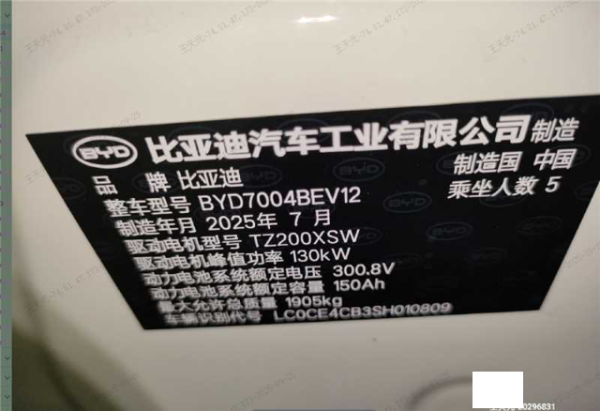 BYD 比亚迪汽车工业有限公司制造
品 牌 比亚迪 制造国 中国
整车型号 BYD7004BEV12 乘坐人数 5
制造年月 2025年 7 月
驱动电机型号 TZ200XSW
驱动电机峰值功率 130kW
动力电池系统额定电压 300.8V
动力电池系统额定容量 150Ah
最大允许总质量 1905kg
车辆识别代号 LC0CE4CB3SH010809